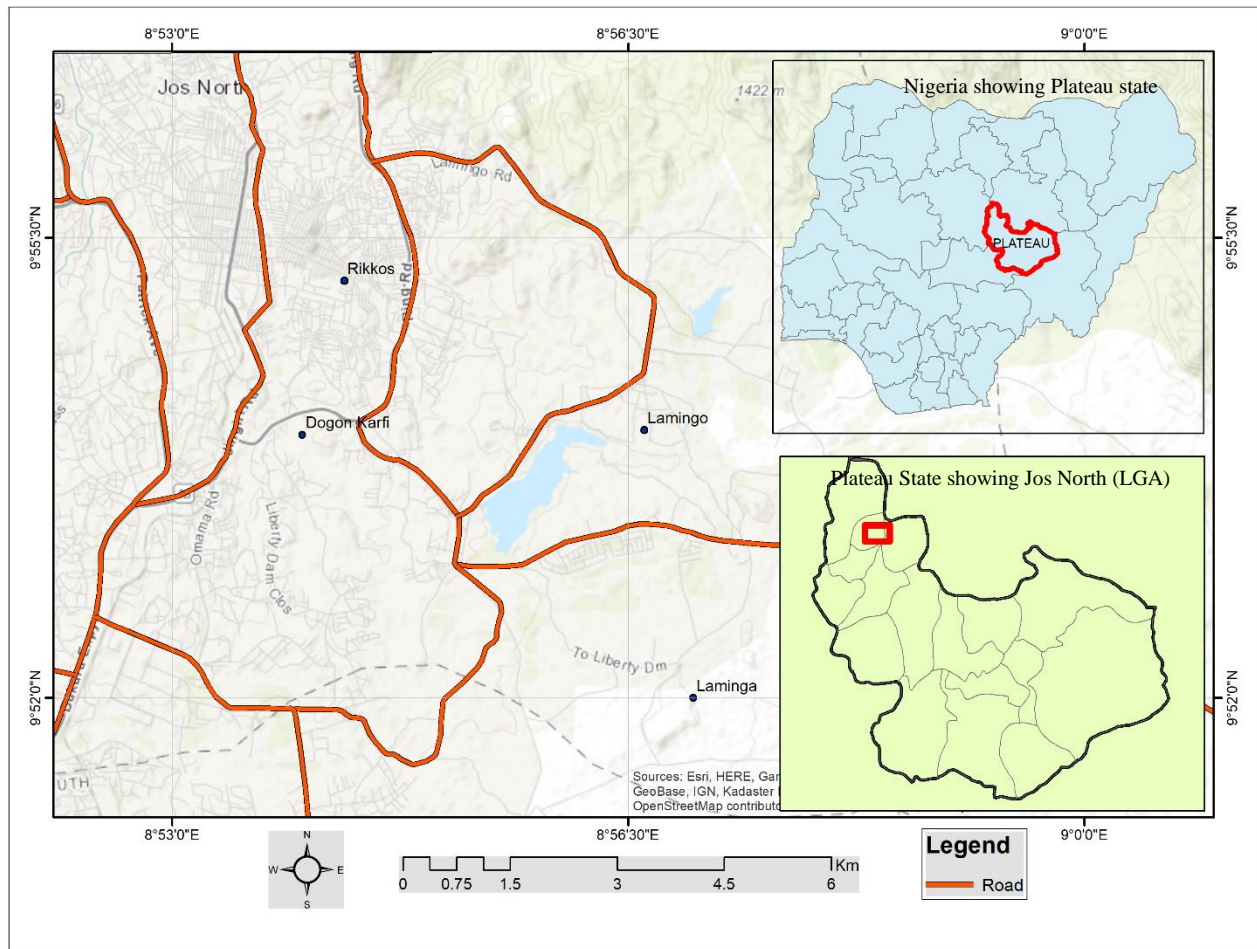 8°53'0"E
8°56'30"E
9°0'0"E
Jos North
1422 m
Nigeria showing Plateau state
PLATEAU
Lamingo Rd
9°55'30"N
9°55'30"N
Rikkos
Dogon Karfi
Lamingo
Plateau State showing Jos North (LGA)
Omama Rd
Liberty
Dam Clos
To Liberty Dm
Laminga
9°52'0"N
9°52'0"N
UTH
Sources: Esri, HERE, Gar
GeoBase, IGN, Kadaster
OpenStreetMap contribut
8°53'0"E
8°56'30"E
9°0'0"E
N
W
E
S
Km
0
0.75
1.5
3
4.5
6
Legend
Road